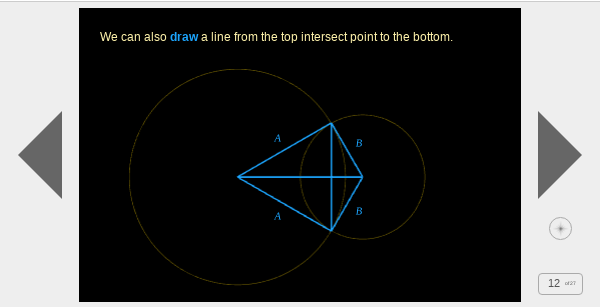 We can also draw a line from the top intersect point to the bottom.
A
B
A
B
12 of 27